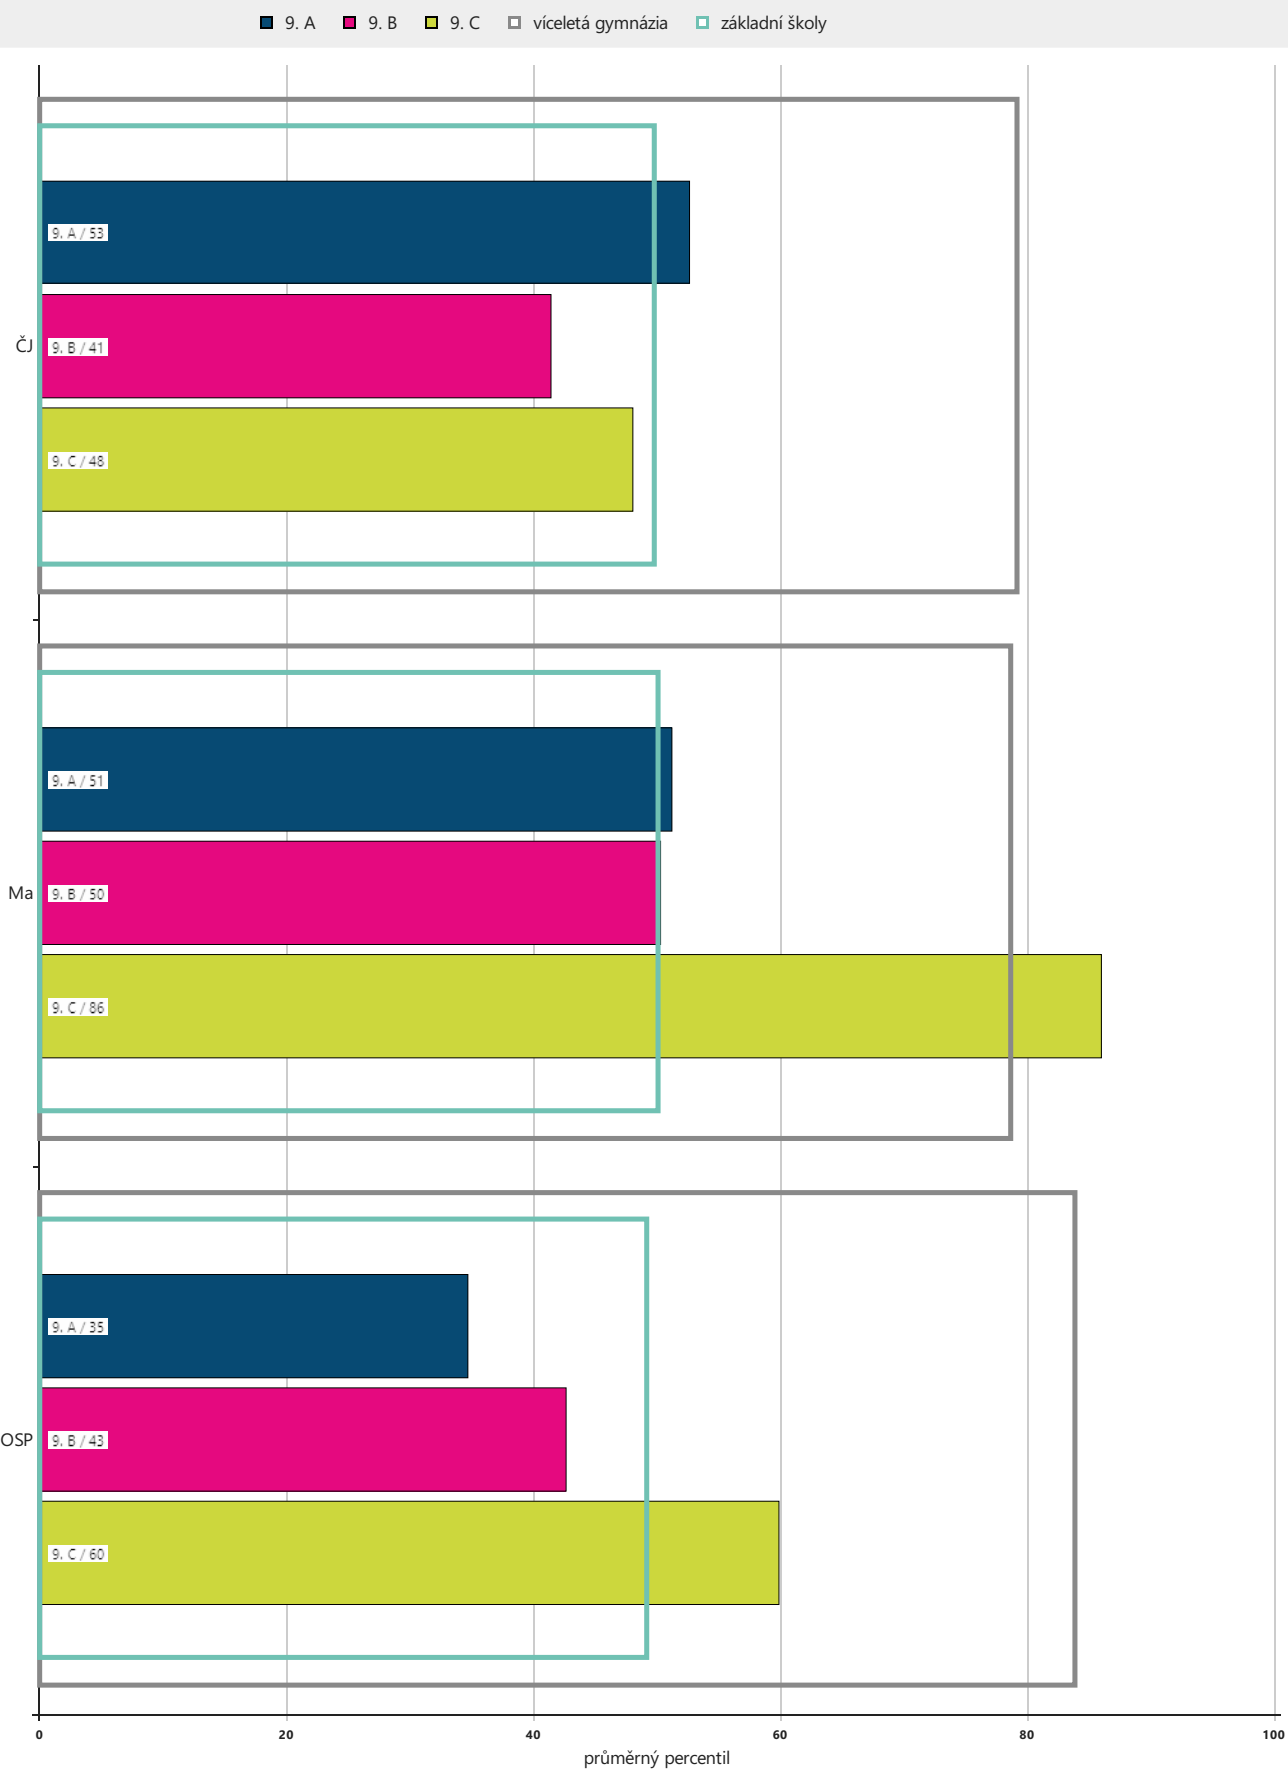 9. A 9. B 9. C víceletá gymnázia základní školy
9. A / 53
ČJ
9. B / 41
9. C / 48
9. A / 51
Ma
9. B / 50
9. C / 86
9. A / 35
OSP
9. B / 43
9. C / 60
0 20 40 60 80 100
průměrný percentil